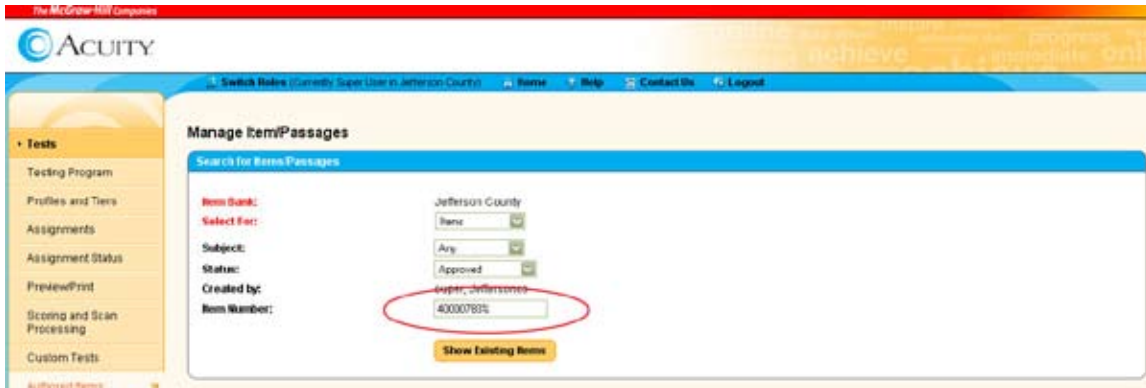 The McGraw-Hill Companies
ACUITY
achieve
progress
immediate
Switch Roles (Currently Super User in Jefferson County) Home Help Contact Us Logout
Manage Item/Passages
Tests
Search for Items/Passages
Testing Program
Profiles and Tiers
Item Bank: Jefferson County
Select For: Items
Assignments
Subject: Any
Assignment Status
Status: Approved
Preview/Print
Created by: super, Jeffersonco
Item Number: 40000783%
Scoring and Scan
Processing
Show Existing Items
Custom Tests
Authored Items